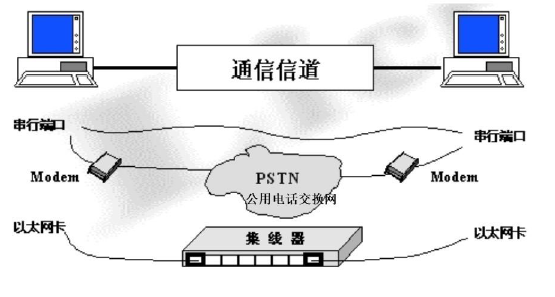 通信信道
串行端口
串行端口
Modem
PSTN
公用电话交换网
Modem
以太网卡
集线器
以太网卡